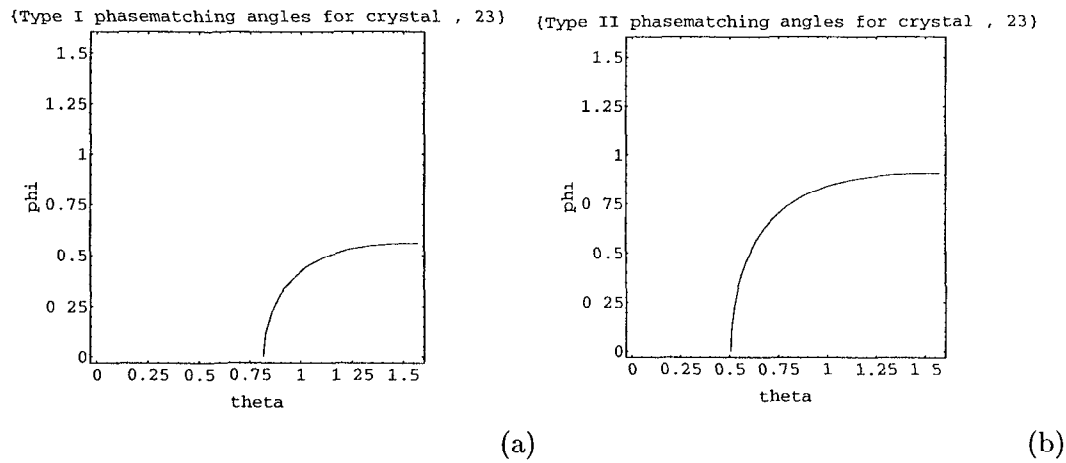 {Type I phasematching angles for crystal , 23}
1.5
1.25
1
0.75
0.5
0 25
0
phi
0 0.25 0.5 0.75 1 1 25 1.5
theta
(a)
{Type II phasematching angles for crystal , 23}
1.5
1.25
1
0 75
0.5
0 25
0
phi
0 0.25 0.5 0.75 1 1.25 1 5
theta
(b)